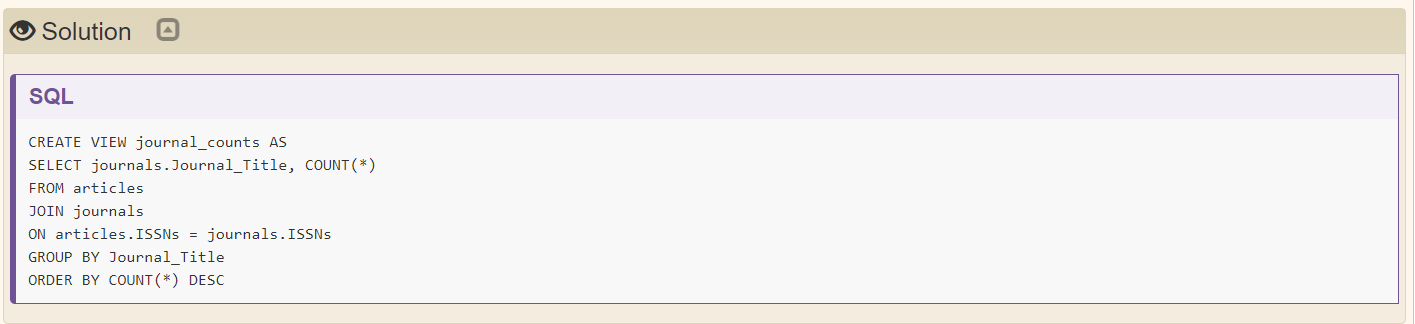 Solution
SQL
CREATE VIEW journal_counts AS
SELECT journals.Journal_Title, COUNT(*)
FROM articles
JOIN journals
ON articles.ISSNs = journals.ISSNs
GROUP BY Journal_Title
ORDER BY COUNT(*) DESC